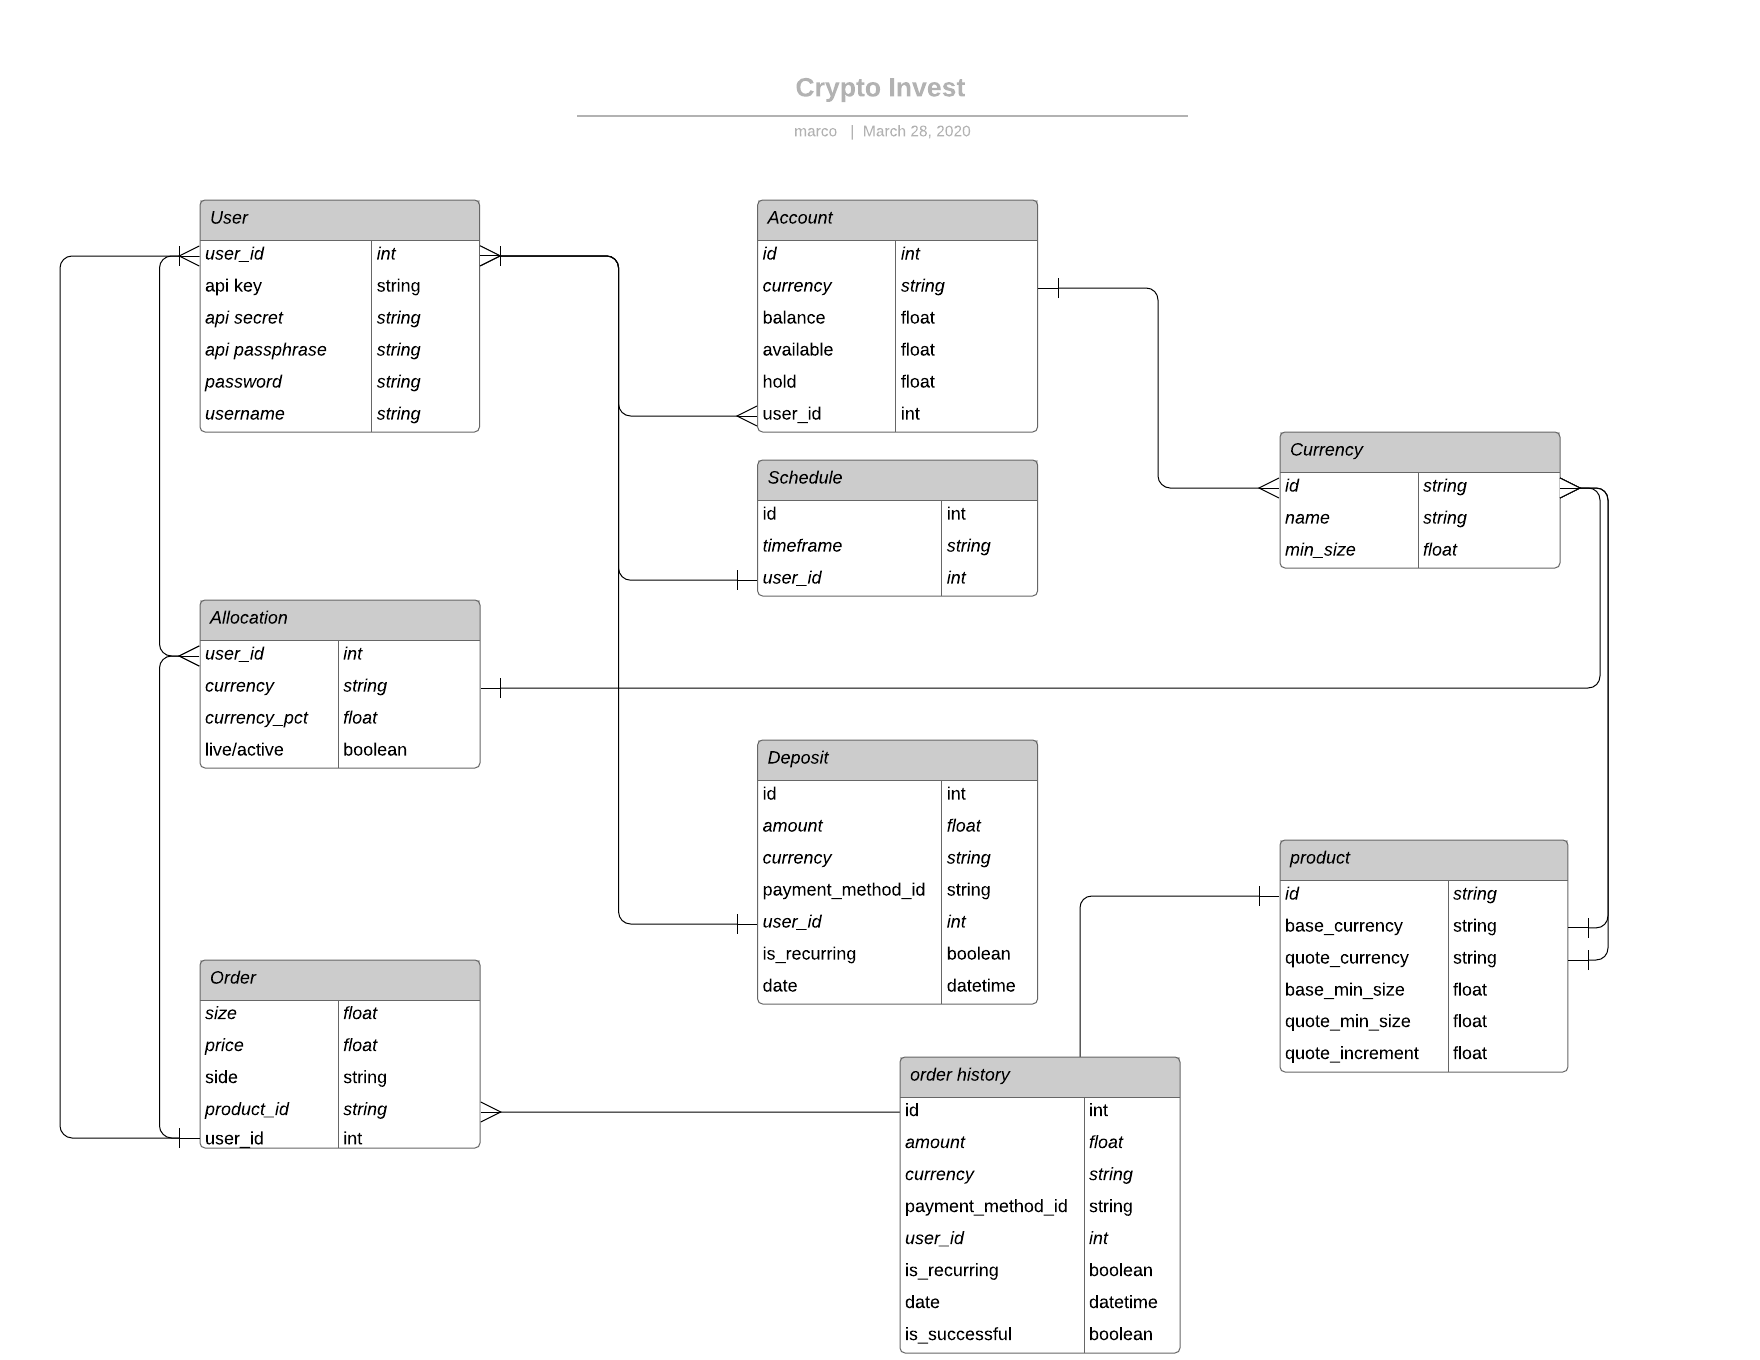 Crypto Invest
marco | March 28, 2020
User
user_id int
api key string
api secret string
api passphrase string
password string
username string
Account
id int
currency string
balance float
available float
hold float
user_id int
Schedule
id int
timeframe string
user_id int
Currency
id string
name string
min_size float
Allocation
user_id int
currency string
currency_pct float
live/active boolean
Deposit
id int
amount float
currency string
payment_method_id string
user_id int
is_recurring boolean
date datetime
product
id string
base_currency string
quote_currency string
base_min_size float
quote_min_size float
quote_increment float
Order
size float
price float
side string
product_id string
user_id int
order history
id int
amount float
currency string
payment_method_id string
user_id int
is_recurring boolean
date datetime
is_successful boolean